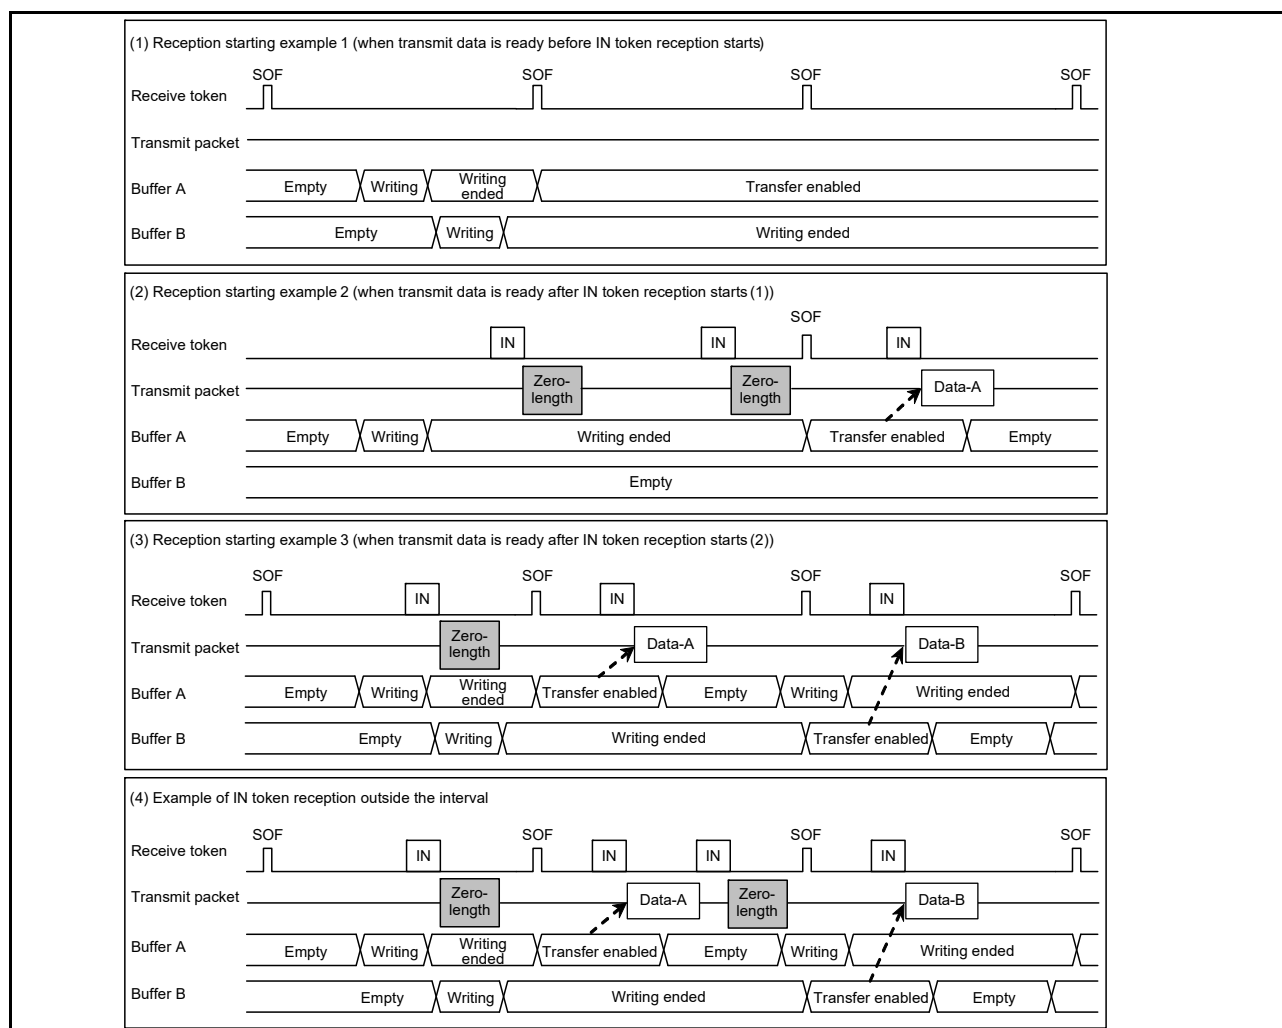 (1) Reception starting example 1 (when transmit data is ready before IN token reception starts)
SOF SOF SOF SOF
Receive token
Transmit packet
Buffer A Empty Writing Writing ended Transfer enabled
Buffer B Empty Writing Writing ended
(2) Reception starting example 2 (when transmit data is ready after IN token reception starts (1))
SOF
Receive token IN IN IN
Transmit packet Zero-length Zero-length Data-A
Buffer A Empty Writing Writing ended Transfer enabled Empty
Buffer B Empty
(3) Reception starting example 3 (when transmit data is ready after IN token reception starts (2))
SOF SOF SOF SOF
Receive token IN IN IN
Transmit packet Zero-length Data-A Data-B
Buffer A Empty Writing Writing ended Transfer enabled Empty Writing Writing ended
Buffer B Empty Writing Writing ended Transfer enabled Empty
(4) Example of IN token reception outside the interval
SOF SOF SOF SOF
Receive token IN IN IN IN
Transmit packet Zero-length Data-A Zero-length Data-B
Buffer A Empty Writing Writing ended Transfer enabled Empty Writing Writing ended
Buffer B Empty Writing Writing ended Transfer enabled Empty